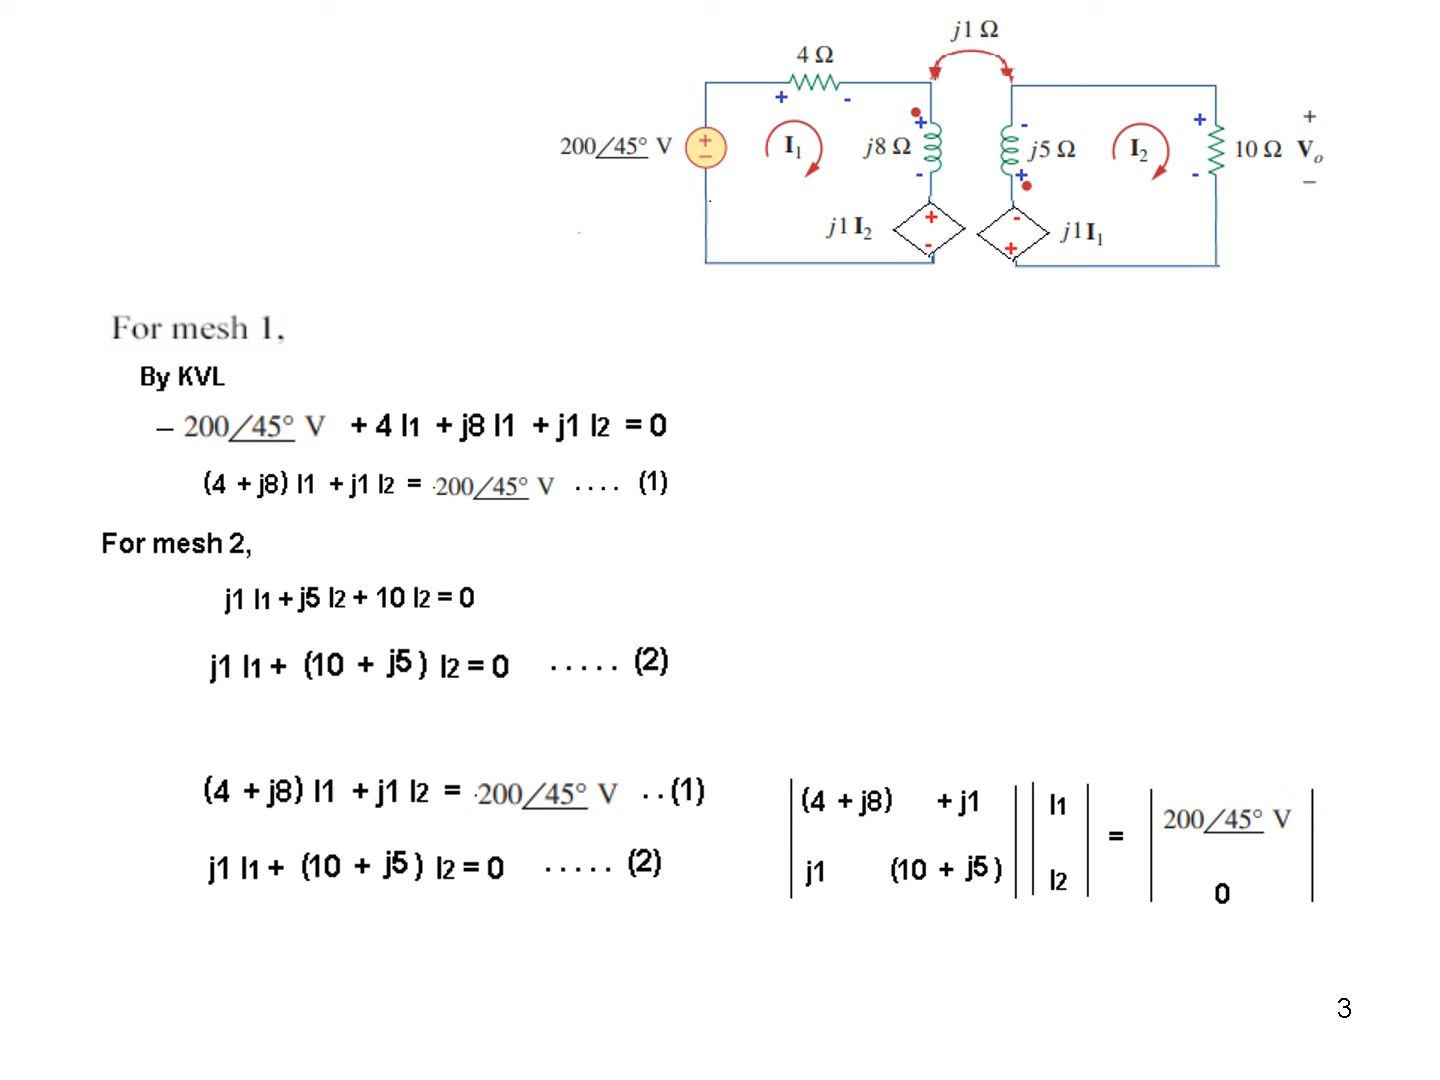 j1 Ω
4 Ω
+ -
200∠45° V
+
−
I1
+
j8 Ω
-
-
j5 Ω
+
I2
+
-
10 Ω
+
Vo
−
j1 I2
+
-
-
+
j1I1
For mesh 1,
By KVL
− 200∠45° V + 4 I1 + j8 I1 + j1 I2 = 0
(4 + j8) I1 + j1 I2 = 200∠45° V .... (1)
For mesh 2,
j1 I1 + j5 I2 + 10 I2 = 0
j1 I1 + (10 + j5) I2 = 0 ..... (2)
(4 + j8) I1 + j1 I2 = 200∠45° V ..(1)
j1 I1 + (10 + j5) I2 = 0 ..... (2)
(4 + j8) + j1 I1 = 200∠45° V
j1 (10 + j5) I2 0
3